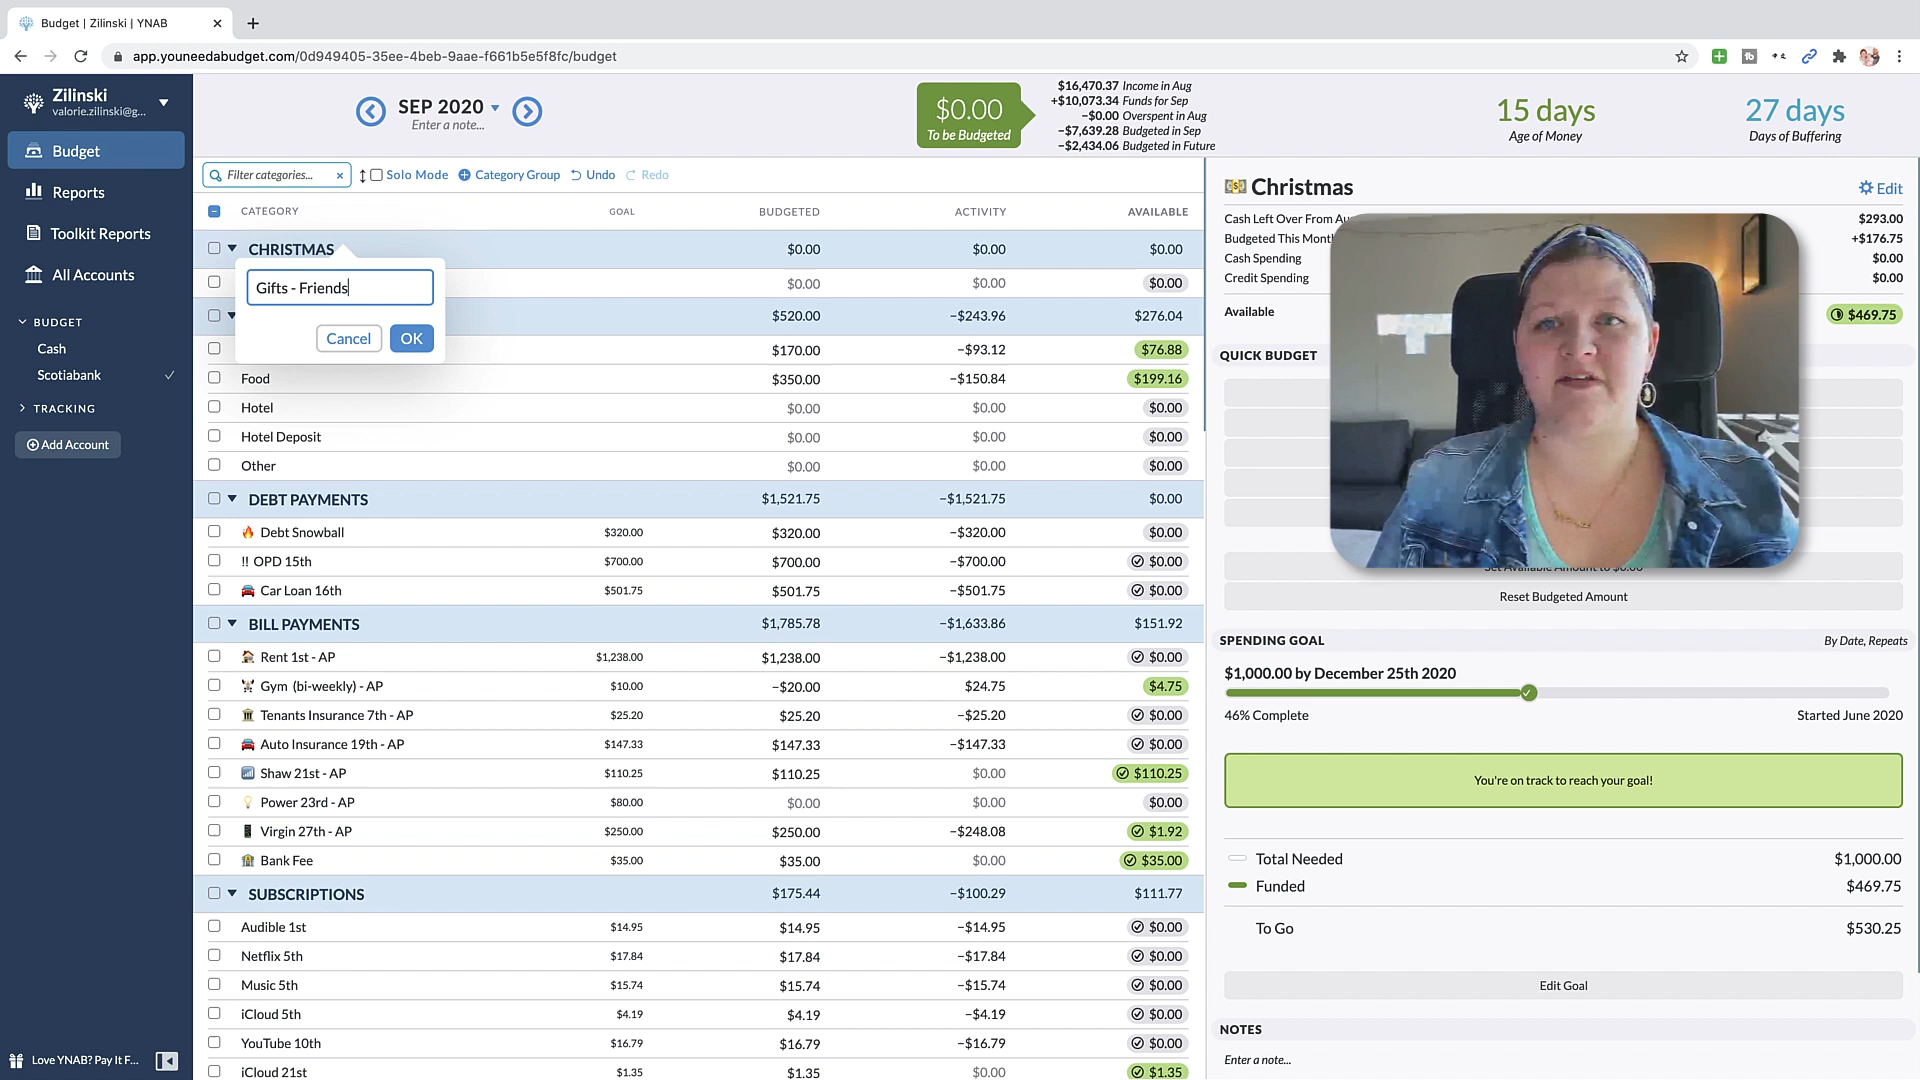 Budget | Zilinski | YNAB
app.youneedabudget.com/0d949405-35ee-4beb-9aae-f661b5e5f8fc/budget
Zilinski
valorie.zilinski@g...
Budget
Reports
Toolkit Reports
All Accounts
BUDGET
Cash
Scotiabank
TRACKING
Add Account
Love YNAB? Pay It F...
SEP 2020
Enter a note...
$0.00
To be Budgeted
$16,470.37 Income in Aug
+$10,073.34 Funds for Sep
−$0.00 Overspent in Aug
−$7,639.28 Budgeted in Sep
−$2,434.06 Budgeted in Future
15 days
Age of Money
27 days
Days of Buffering
Filter categories...
Solo Mode
Category Group
Undo
Redo
CATEGORY GOAL BUDGETED ACTIVITY AVAILABLE
CHRISTMAS $0.00 $0.00 $0.00
Gifts - Friends
Cancel
OK
$0.00 $0.00 $0.00
$520.00 −$243.96 $276.04
$170.00 −$93.12 $76.88
Food $350.00 −$150.84 $199.16
Hotel $0.00 $0.00 $0.00
Hotel Deposit $0.00 $0.00 $0.00
Other $0.00 $0.00 $0.00
DEBT PAYMENTS $1,521.75 −$1,521.75 $0.00
Debt Snowball $320.00 $320.00 −$320.00 $0.00
!! OPD 15th $700.00 $700.00 −$700.00 $0.00
Car Loan 16th $501.75 $501.75 −$501.75 $0.00
BILL PAYMENTS $1,785.78 −$1,633.86 $151.92
Rent 1st - AP $1,238.00 $1,238.00 −$1,238.00 $0.00
Gym (bi-weekly) - AP $10.00 −$20.00 $24.75 $4.75
Tenants Insurance 7th - AP $25.20 $25.20 −$25.20 $0.00
Auto Insurance 19th - AP $147.33 $147.33 −$147.33 $0.00
Shaw 21st - AP $110.25 $110.25 $0.00 $110.25
Power 23rd - AP $80.00 $0.00 $0.00 $0.00
Virgin 27th - AP $250.00 $250.00 −$248.08 $1.92
Bank Fee $35.00 $35.00 $0.00 $35.00
SUBSCRIPTIONS $175.44 −$100.29 $111.77
Audible 1st $14.95 $14.95 −$14.95 $0.00
Netflix 5th $17.84 $17.84 −$17.84 $0.00
Music 5th $15.74 $15.74 −$15.74 $0.00
iCloud 5th $4.19 $4.19 −$4.19 $0.00
YouTube 10th $16.79 $16.79 −$16.79 $0.00
iCloud 21st $1.35 $1.35 $0.00 $1.35
Christmas
Edit
Cash Left Over From Au $293.00
Budgeted This Month +$176.75
Cash Spending $0.00
Credit Spending $0.00
Available $469.75
QUICK BUDGET
Set Available Amount to $0.00
Reset Budgeted Amount
SPENDING GOAL By Date, Repeats
$1,000.00 by December 25th 2020
46% Complete Started June 2020
You're on track to reach your goal!
Total Needed $1,000.00
Funded $469.75
To Go $530.25
Edit Goal
NOTES
Enter a note...